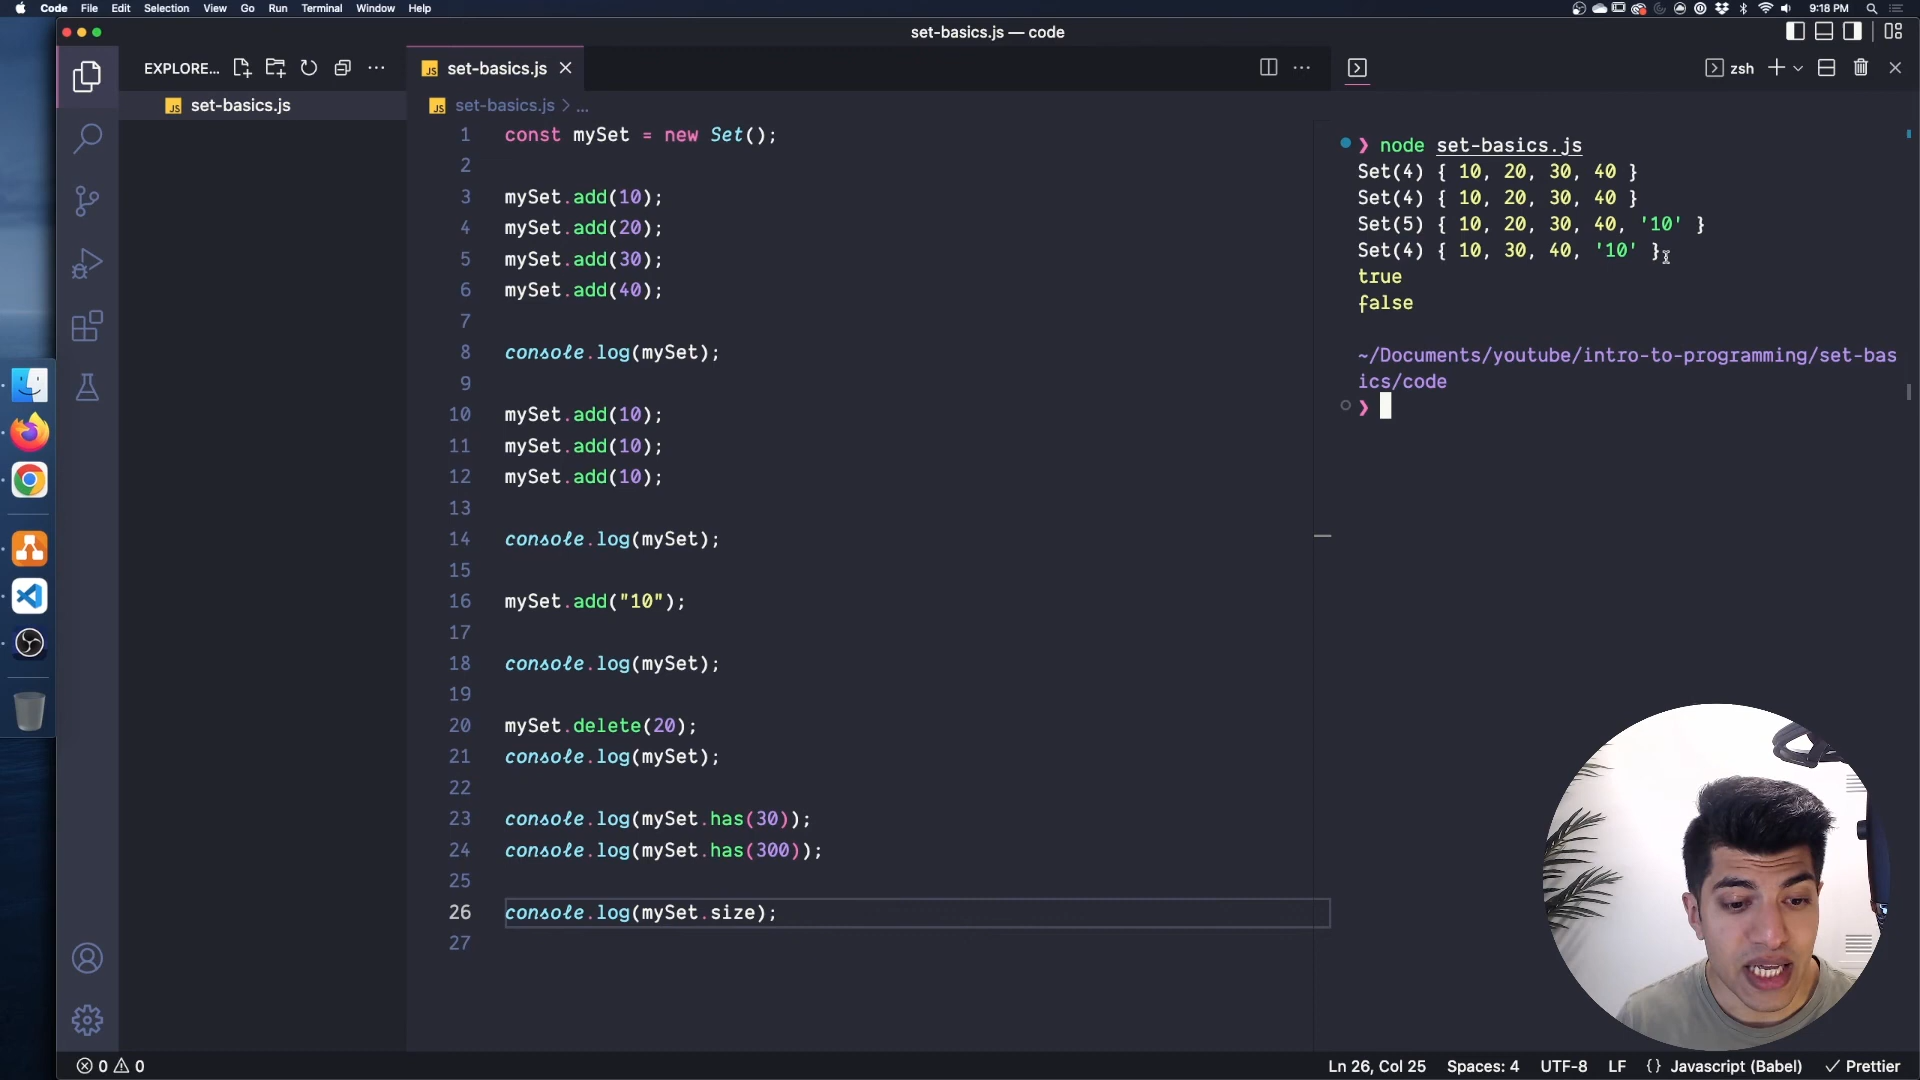 Code File Edit Selection View Go Run Terminal Window Help 9:18 PM
set-basics.js — code
EXPLORE...
set-basics.js
JS set-basics.js
JS set-basics.js > ...
1 const mySet = new Set();
2
3 mySet.add(10);
4 mySet.add(20);
5 mySet.add(30);
6 mySet.add(40);
7
8 console.log(mySet);
9
10 mySet.add(10);
11 mySet.add(10);
12 mySet.add(10);
13
14 console.log(mySet);
15
16 mySet.add("10");
17
18 console.log(mySet);
19
20 mySet.delete(20);
21 console.log(mySet);
22
23 console.log(mySet.has(30));
24 console.log(mySet.has(300));
25
26 console.log(mySet.size);
27
zsh
❯ node set-basics.js
Set(4) { 10, 20, 30, 40 }
Set(4) { 10, 20, 30, 40 }
Set(5) { 10, 20, 30, 40, '10' }
Set(4) { 10, 30, 40, '10' }
true
false
~/Documents/youtube/intro-to-programming/set-bas
ics/code
❯
0 0 Ln 26, Col 25 Spaces: 4 UTF-8 LF {} Javascript (Babel) ✓ Prettier